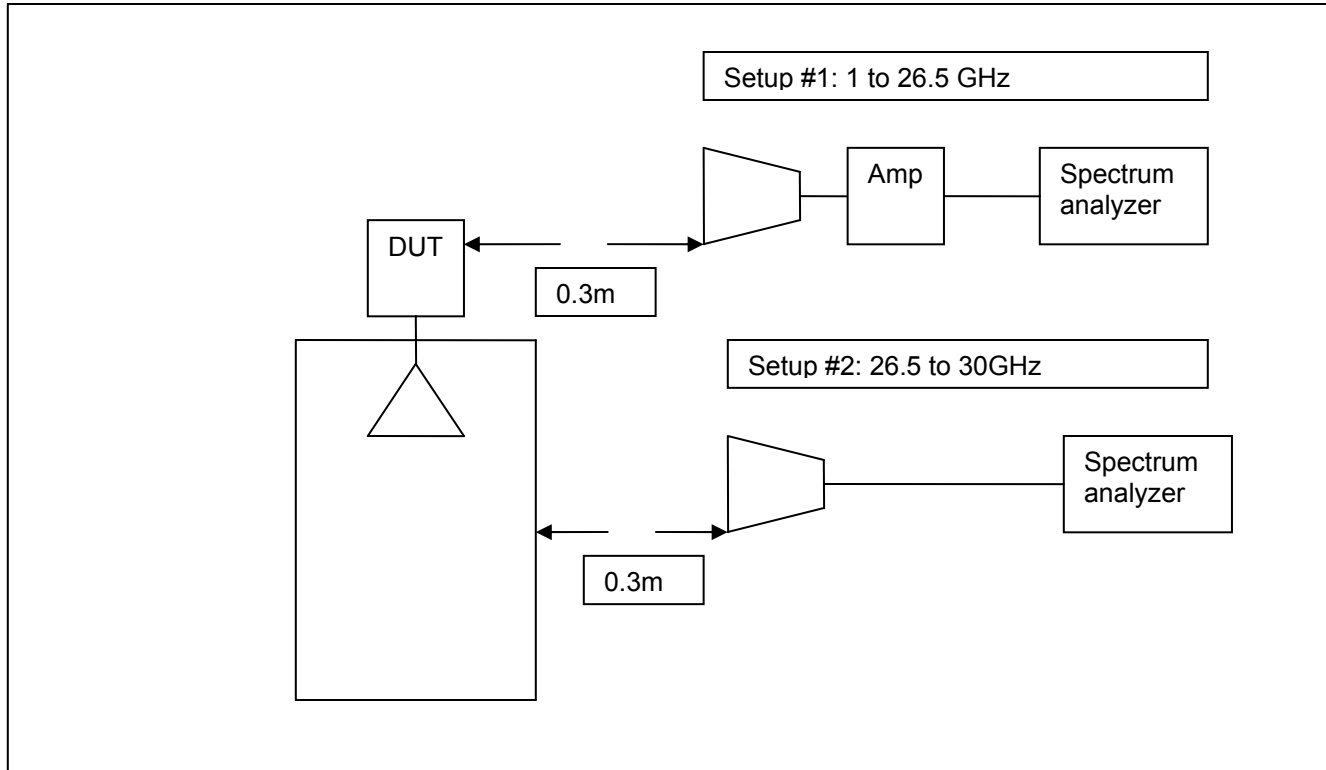 Setup #1: 1 to 26.5 GHz
Amp
Spectrum
analyzer
DUT
0.3m
Setup #2: 26.5 to 30GHz
Spectrum
analyzer
0.3m